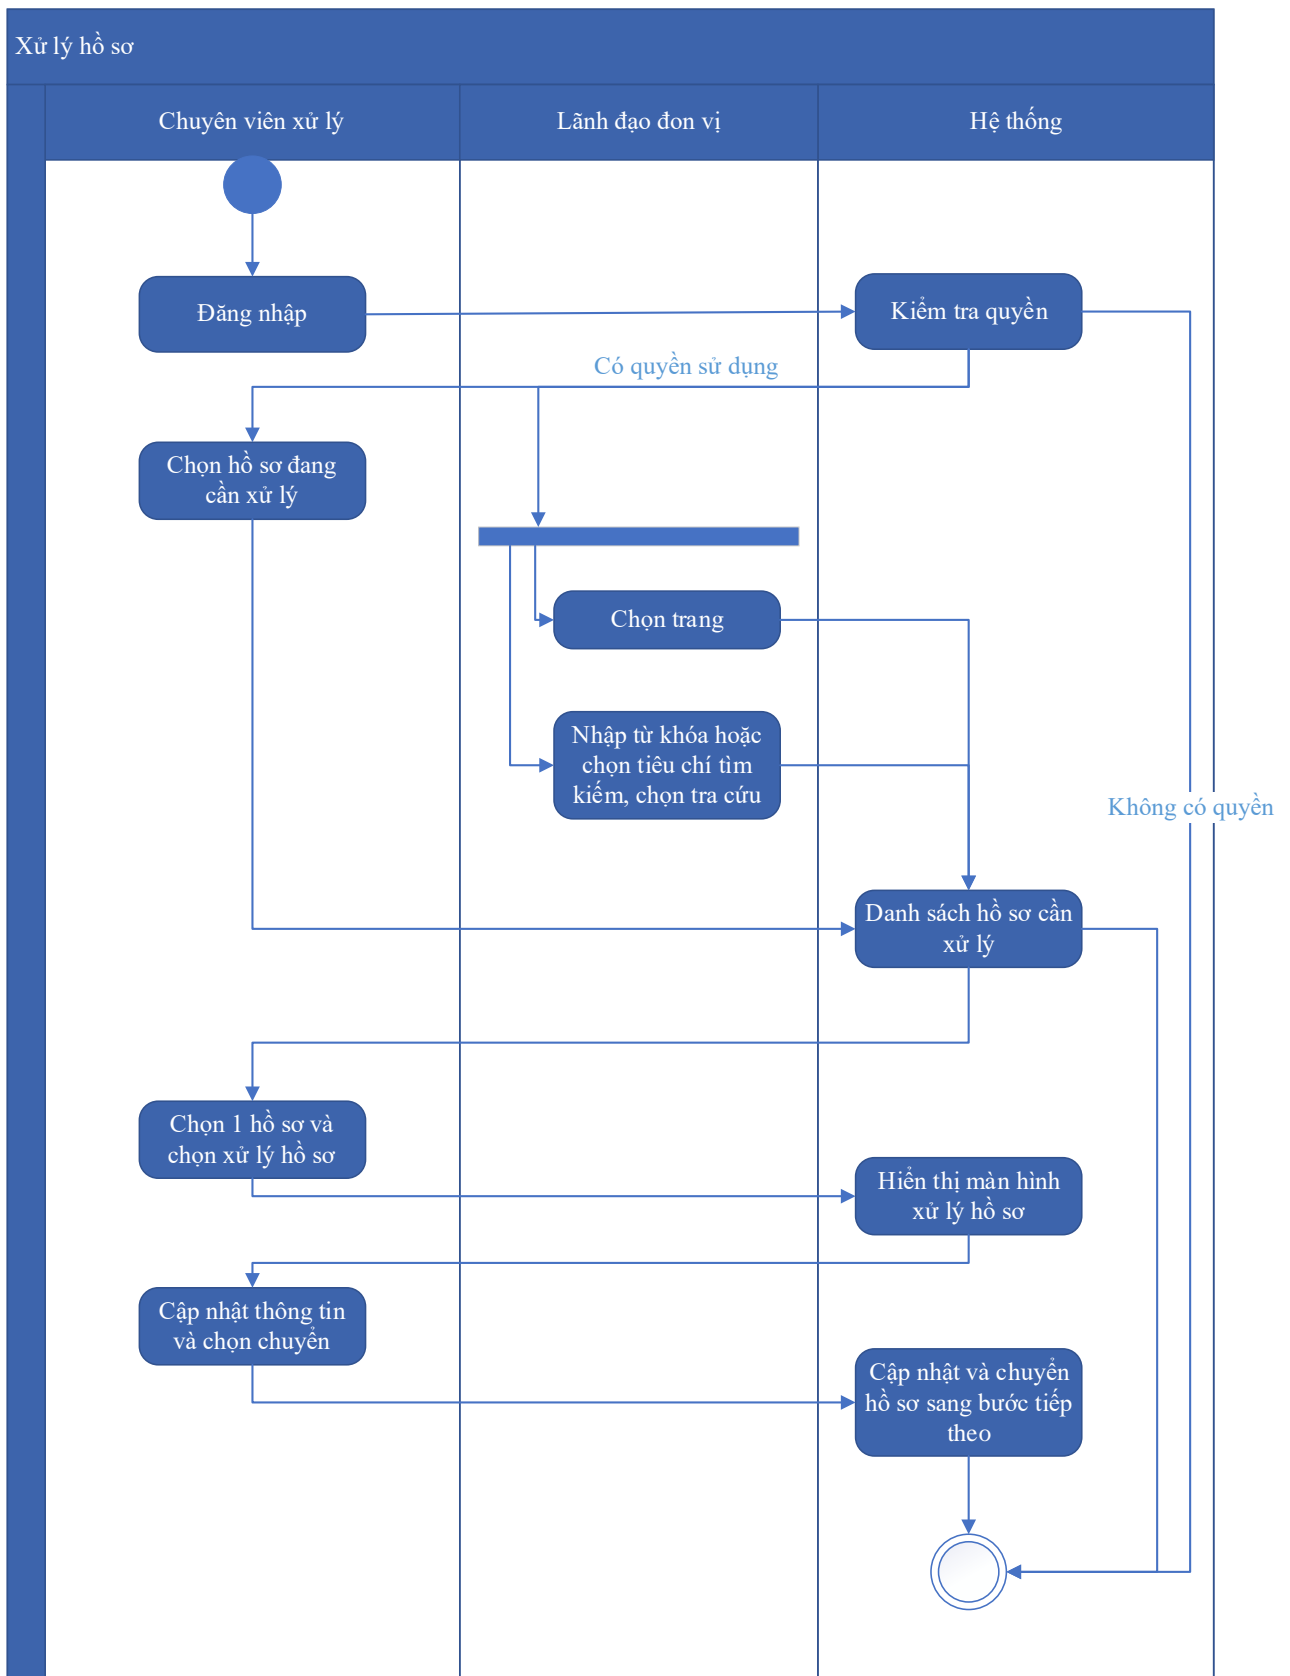 Xử lý hồ sơ
Chuyên viên xử lý
Lãnh đạo đơn vị
Hệ thống
Đăng nhập
Kiểm tra quyền
Có quyền sử dụng
Chọn hồ sơ đang
cần xử lý
Chọn trang
Nhập từ khóa hoặc
chọn tiêu chí tìm
kiếm, chọn tra cứu
Không có quyền
Danh sách hồ sơ cần
xử lý
Chọn 1 hồ sơ và
chọn xử lý hồ sơ
Hiển thị màn hình
xử lý hồ sơ
Cập nhật thông tin
và chọn chuyển
Cập nhật và chuyển
hồ sơ sang bước tiếp
theo